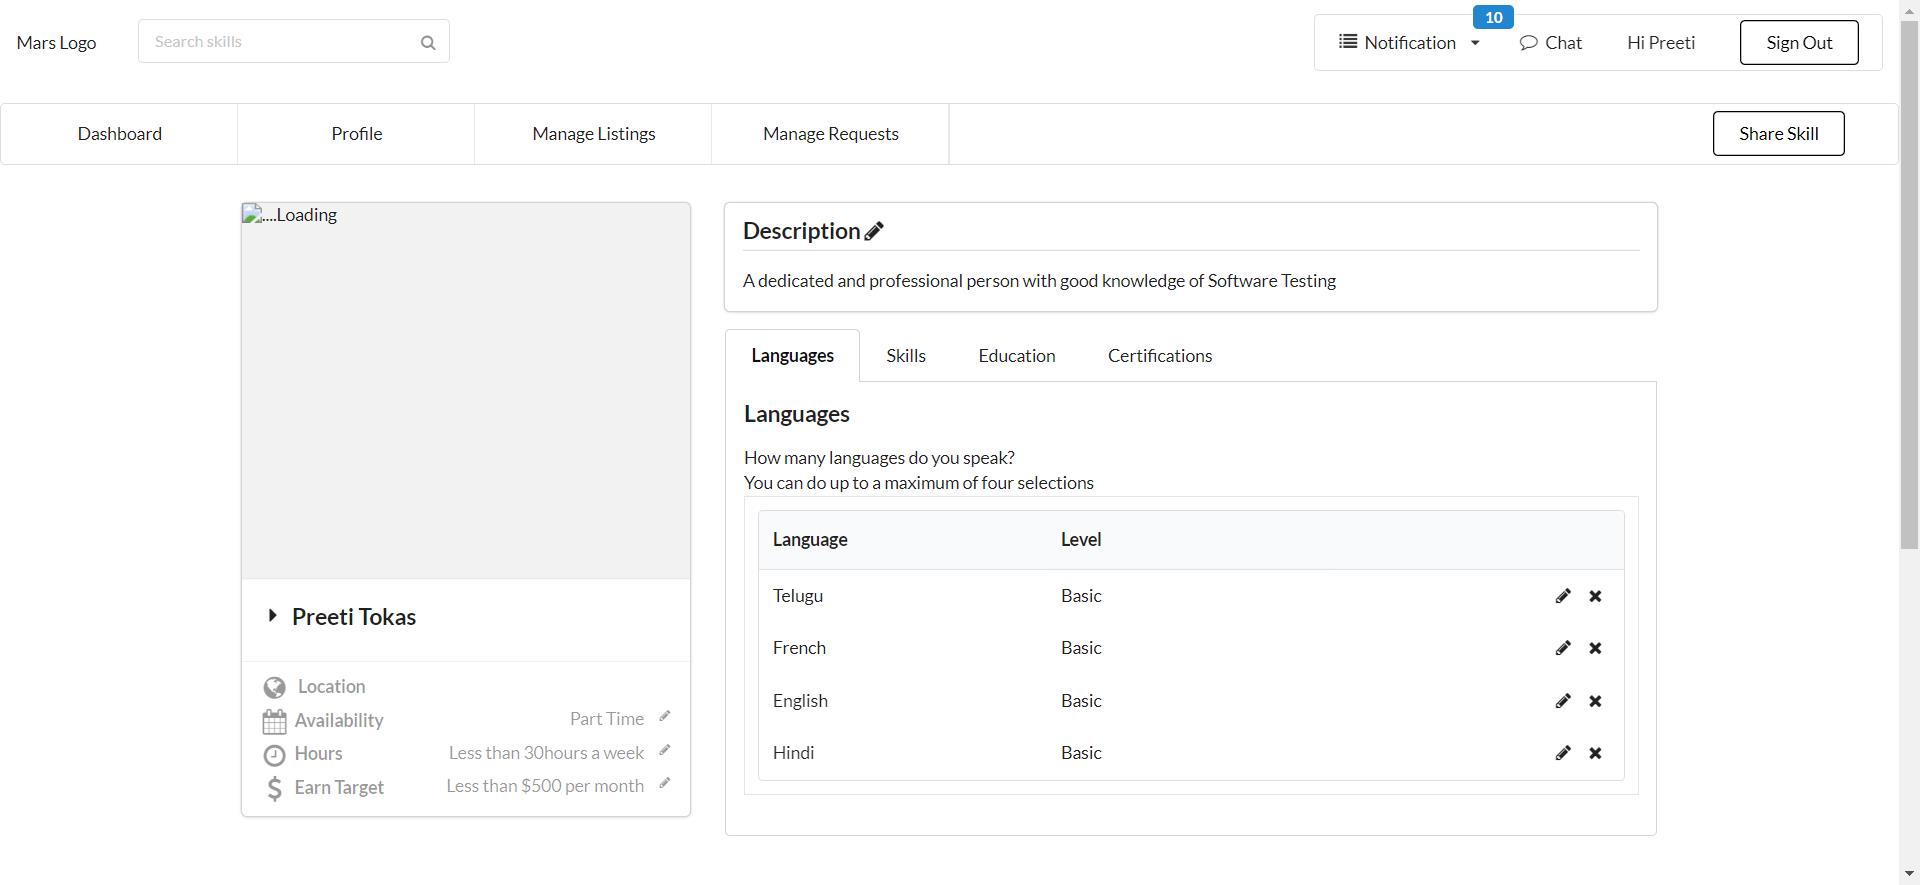 Mars Logo
Search skills
10
Notification
Chat
Hi Preeti
Sign Out
Dashboard
Profile
Manage Listings
Manage Requests
Share Skill
....Loading
Preeti Tokas
Location
Availability Part Time
Hours Less than 30hours a week
Earn Target Less than $500 per month
Description
A dedicated and professional person with good knowledge of Software Testing
Languages Skills Education Certifications
Languages
How many languages do you speak?
You can do up to a maximum of four selections
Language Level
Telugu Basic
French Basic
English Basic
Hindi Basic